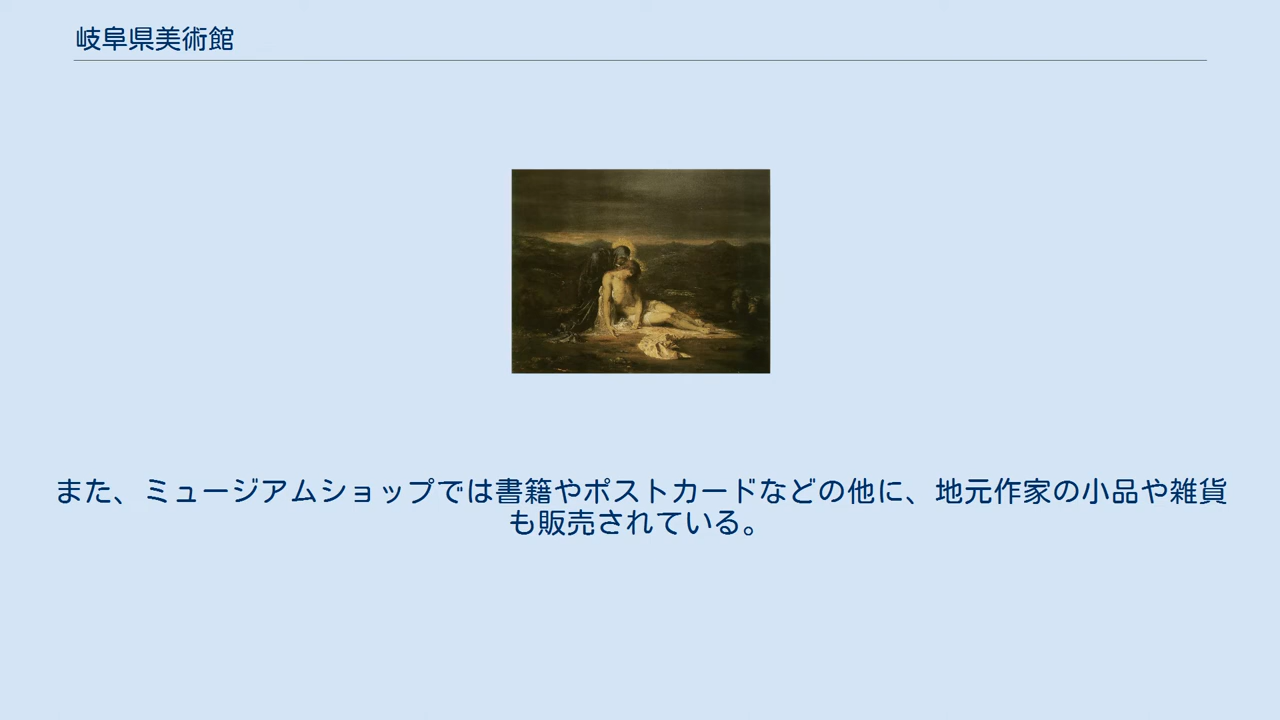 岐阜県美術館
また、ミュージアムショップでは書籍やポストカードなどの他に、地元作家の小品や雑貨
も販売されている。